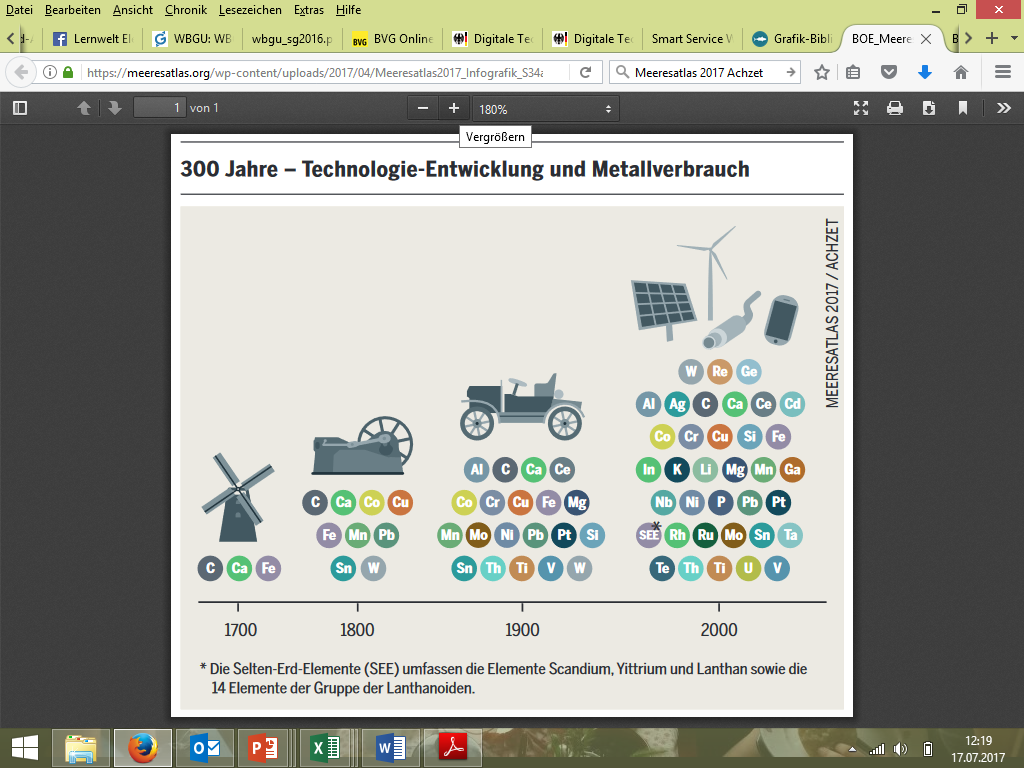 Datei Bearbeiten Ansicht Chronik Lesezeichen Extras Hilfe
Lernwelt El WBGU: WB wbgu_sg2016.p BVG Online Digitale Te Digitale Te Smart Service W Grafik-Bibli BOE_Meere
https://meeresatlas.org/wp-content/uploads/2017/04/Meeresatlas2017_Infografik_S34a Meeresatlas 2017 Achzet
1 von 1 180%
Vergrößern
300 Jahre – Technologie-Entwicklung und Metallverbrauch
MEERESATLAS 2017 / ACHZET
C Ca Fe
C Ca Co Cu
Fe Mn Pb
Sn W
Al C Ca Ce
Co Cr Cu Fe Mg
Mn Mo Ni Pb Pt Si
Sn Th Ti V W
W Re Ge
Al Ag C Ca Ce Cd
Co Cr Cu Si Fe
In K Li Mg Mn Ga
Nb Ni P Pb Pt
SEE* Rh Ru Mo Sn Ta
Te Th Ti U V
1700 1800 1900 2000
* Die Selten-Erd-Elemente (SEE) umfassen die Elemente Scandium, Yittrium und Lanthan sowie die
14 Elemente der Gruppe der Lanthanoiden.
12:19
17.07.2017